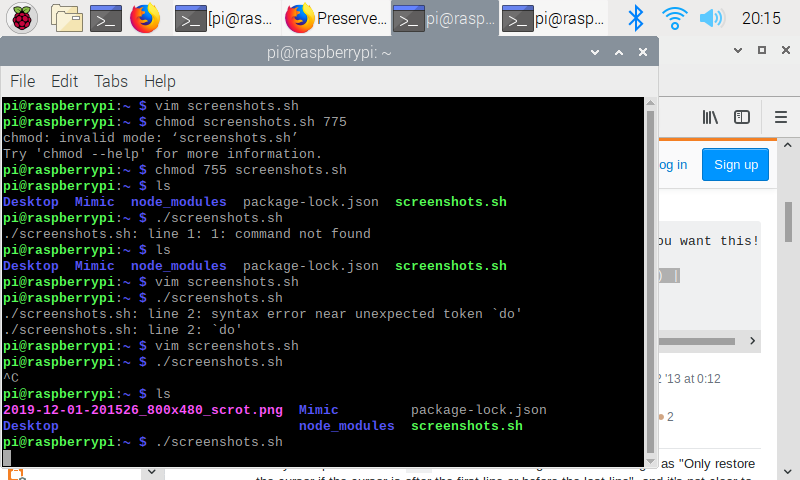 [pi@ras...
Preserve...
pi@rasp...
pi@rasp...
20:15
pi@raspberrypi: ~
File Edit Tabs Help
pi@raspberrypi:~ $ vim screenshots.sh
pi@raspberrypi:~ $ chmod screenshots.sh 775
chmod: invalid mode: ‘screenshots.sh’
Try 'chmod --help' for more information.
pi@raspberrypi:~ $ chmod 755 screenshots.sh
pi@raspberrypi:~ $ ls
Desktop Mimic node_modules package-lock.json screenshots.sh
pi@raspberrypi:~ $ ./screenshots.sh
./screenshots.sh: line 1: 1: command not found
pi@raspberrypi:~ $ ls
Desktop Mimic node_modules package-lock.json screenshots.sh
pi@raspberrypi:~ $ vim screenshots.sh
pi@raspberrypi:~ $ ./screenshots.sh
./screenshots.sh: line 2: syntax error near unexpected token `do'
./screenshots.sh: line 2: `do'
pi@raspberrypi:~ $ vim screenshots.sh
pi@raspberrypi:~ $ ./screenshots.sh
^C
pi@raspberrypi:~ $ ls
2019-12-01-201526_800x480_scrot.png Mimic package-lock.json
Desktop node_modules screenshots.sh
pi@raspberrypi:~ $ ./screenshots.sh
og in
Sign up
ou want this!
) |
2 '13 at 0:12
2
as "Only restore